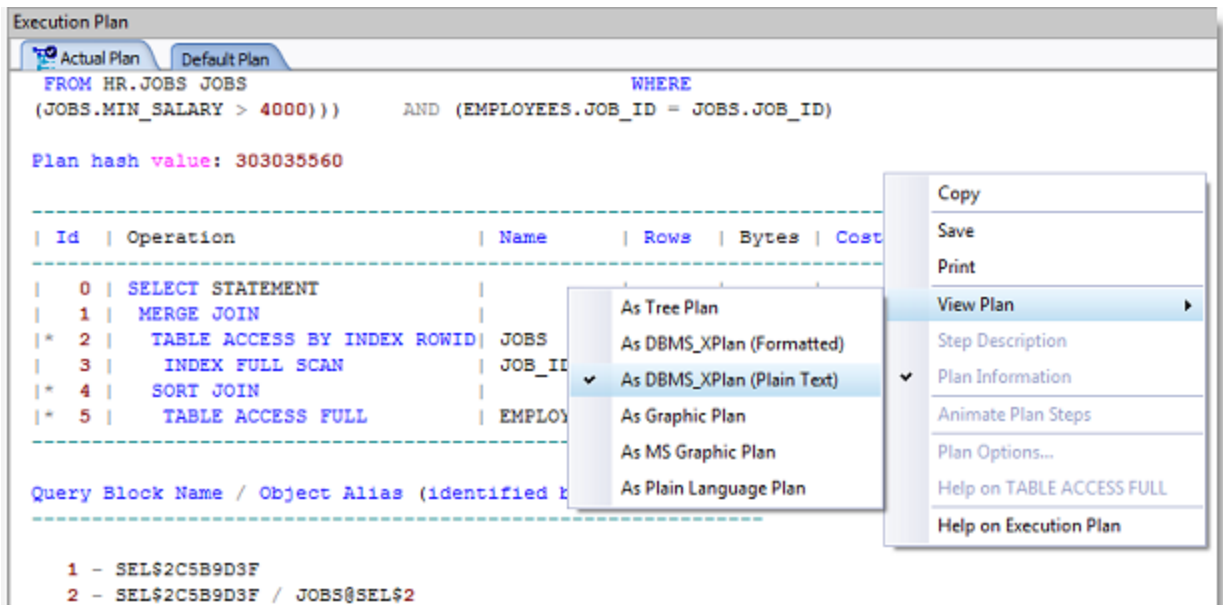 Execution Plan
Actual Plan Default Plan
FROM HR.JOBS JOBS WHERE
(JOBS.MIN_SALARY > 4000))) AND (EMPLOYEES.JOB_ID = JOBS.JOB_ID)
Plan hash value: 303035560
---------------------------------------------------------------------------
| Id | Operation | Name | Rows | Bytes | Cost
---------------------------------------------------------------------------
| 0 | SELECT STATEMENT |
| 1 | MERGE JOIN |
|* 2 | TABLE ACCESS BY INDEX ROWID| JOBS
| 3 | INDEX FULL SCAN | JOB_ID
|* 4 | SORT JOIN |
|* 5 | TABLE ACCESS FULL | EMPLOY
---------------------------------------------------------------------------
Query Block Name / Object Alias (identified b
---------------------------------------------------------------------------
1 - SEL$2C5B9D3F
2 - SEL$2C5B9D3F / JOBS@SEL$2
As Tree Plan
As DBMS_XPlan (Formatted)
As DBMS_XPlan (Plain Text)
As Graphic Plan
As MS Graphic Plan
As Plain Language Plan
Copy
Save
Print
View Plan
Step Description
Plan Information
Animate Plan Steps
Plan Options...
Help on TABLE ACCESS FULL
Help on Execution Plan